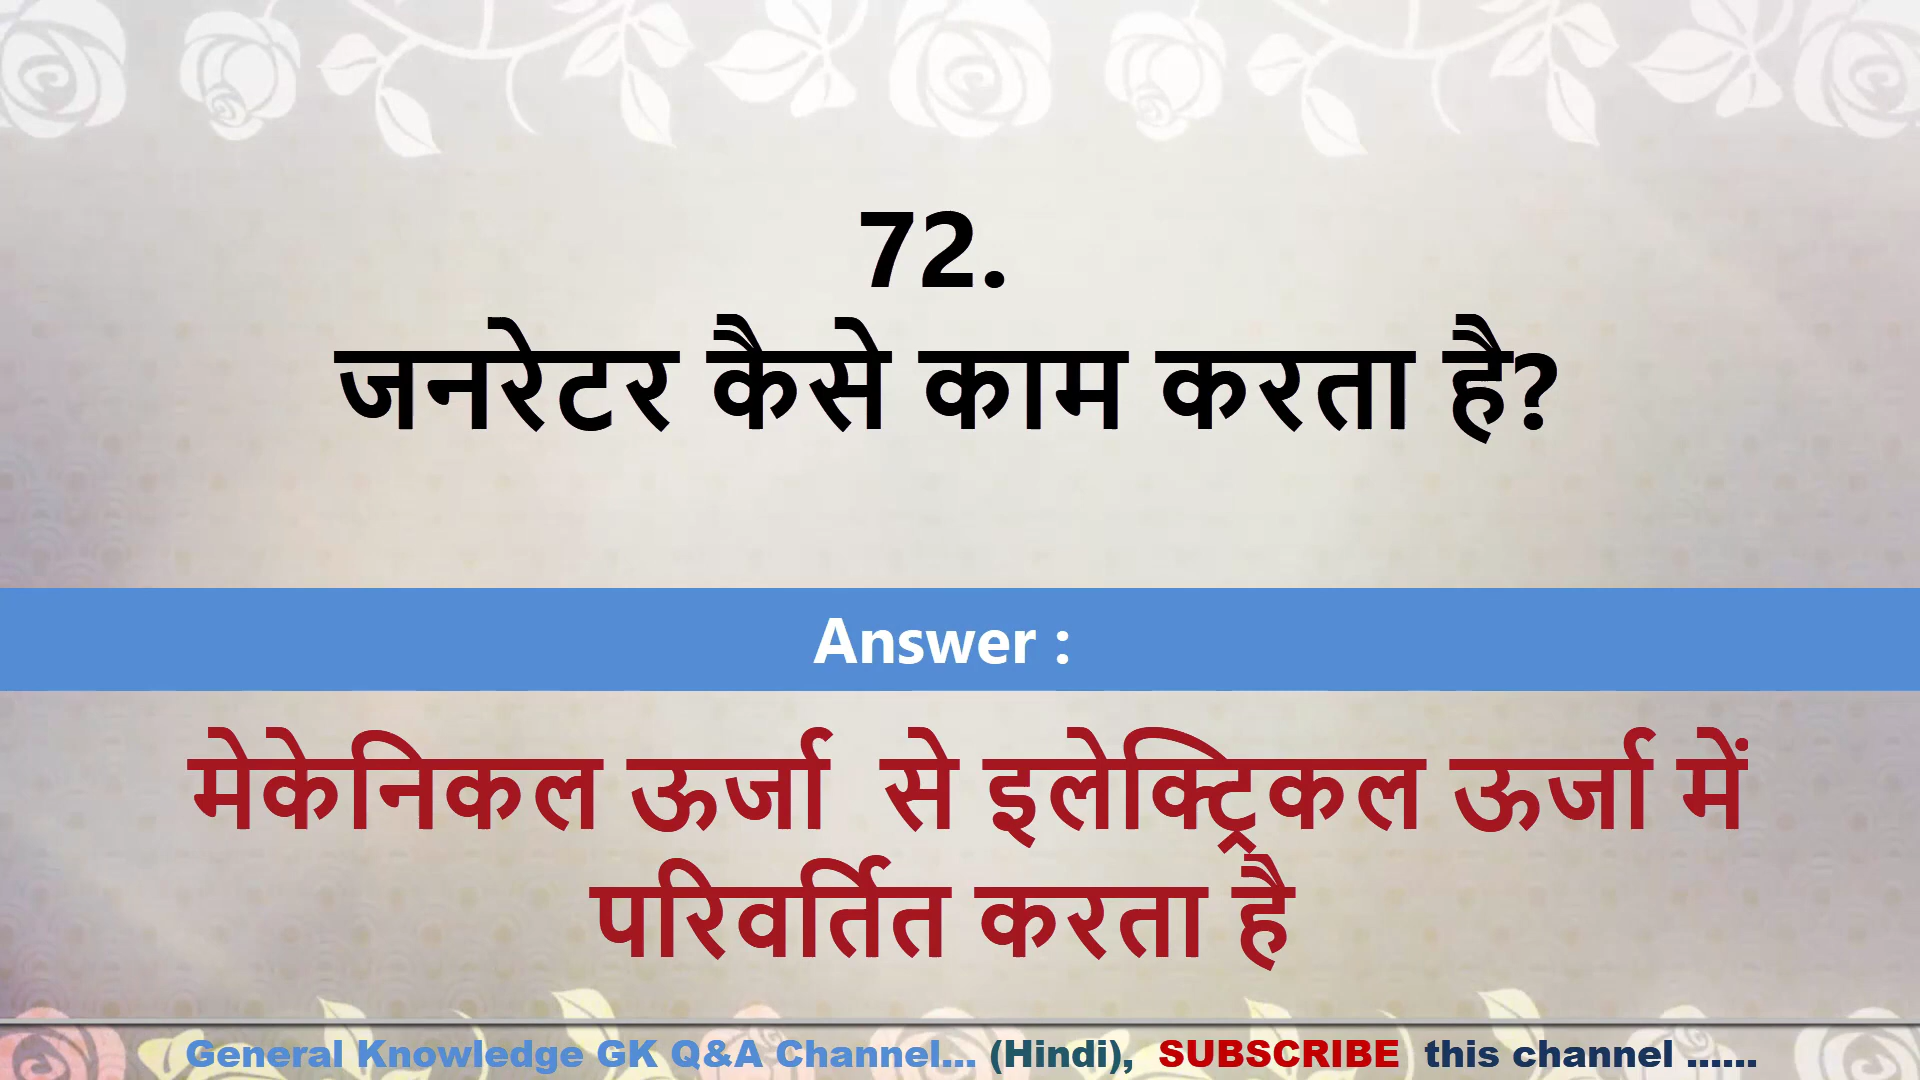 72.
जनरेटर कैसे काम करता है?
Answer :
मेकेनिकल ऊर्जा  से इलेक्ट्रिकल ऊर्जा में
परिवर्तित करता है
General Knowledge GK Q&A Channel... (Hindi),  SUBSCRIBE  this channel ......